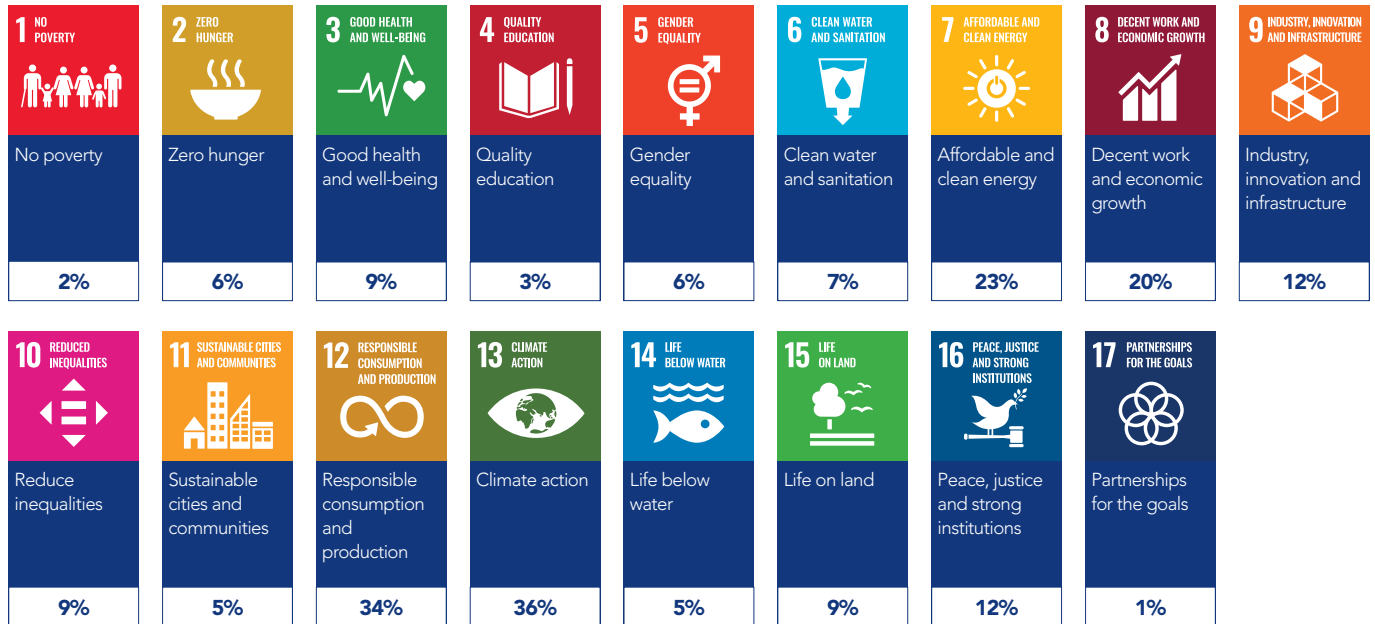 1 NO
POVERTY
No poverty
2%
2 ZERO
HUNGER
Zero hunger
6%
3 GOOD HEALTH
AND WELL-BEING
Good health
and well-being
9%
4 QUALITY
EDUCATION
Quality
education
3%
5 GENDER
EQUALITY
Gender
equality
6%
6 CLEAN WATER
AND SANITATION
Clean water
and sanitation
7%
7 AFFORDABLE AND
CLEAN ENERGY
Affordable and
clean energy
23%
8 DECENT WORK AND
ECONOMIC GROWTH
Decent work
and economic
growth
20%
9 INDUSTRY, INNOVATION
AND INFRASTRUCTURE
Industry,
innovation and
infrastructure
12%
10 REDUCED
INEQUALITIES
Reduce
inequalities
9%
11 SUSTAINABLE CITIES
AND COMMUNITIES
Sustainable
cities and
communities
5%
12 RESPONSIBLE
CONSUMPTION
AND PRODUCTION
Responsible
consumption
and
production
34%
13 CLIMATE
ACTION
Climate action
36%
14 LIFE
BELOW WATER
Life below
water
5%
15 LIFE
ON LAND
Life on land
9%
16 PEACE, JUSTICE
AND STRONG
INSTITUTIONS
Peace, justice
and strong
institutions
12%
17 PARTNERSHIPS
FOR THE GOALS
Partnerships
for the goals
1%